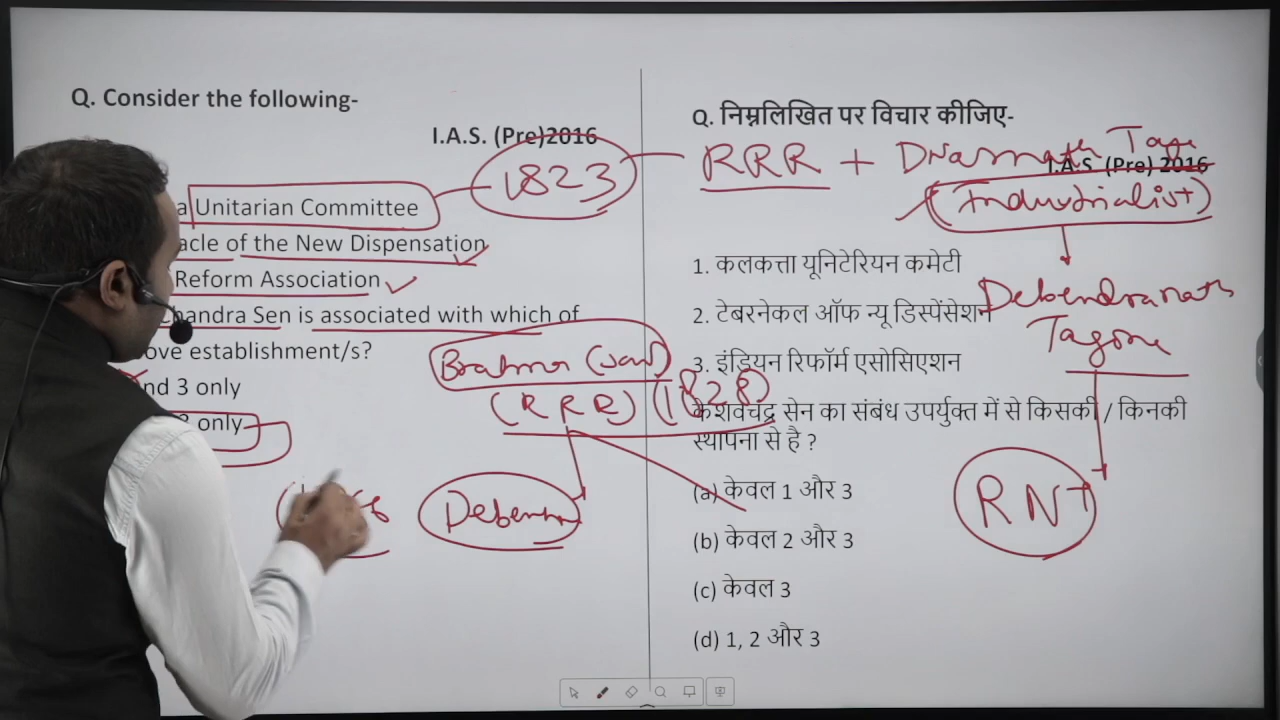 Q. Consider the following-
I.A.S. (Pre)2016
1823
a Unitarian Committee
acle of the New Dispensation
Reform Association
Chandra Sen is associated with which of
ove establishment/s?
nd 3 only
only
Brahmo
(RRR) (1828)
Q. निम्नलिखित पर विचार कीजिए-
I.A.S. (Pre) 2016
RRR +
(Industrialist)
1. कलकत्ता यूनिटेरियन कमेटी
Debendranath
Tagore
2. टेबरनेकल ऑफ न्यू डिस्पेंसेशन
3. इंडियन रिफॉर्म एसोसिएशन
केशवचंद्र सेन का संबंध उपर्युक्त में से किसकी / किनकी
स्थापना से है ?
(a) केवल 1 और 3
RNT
(b) केवल 2 और 3
(c) केवल 3
(d) 1, 2 और 3